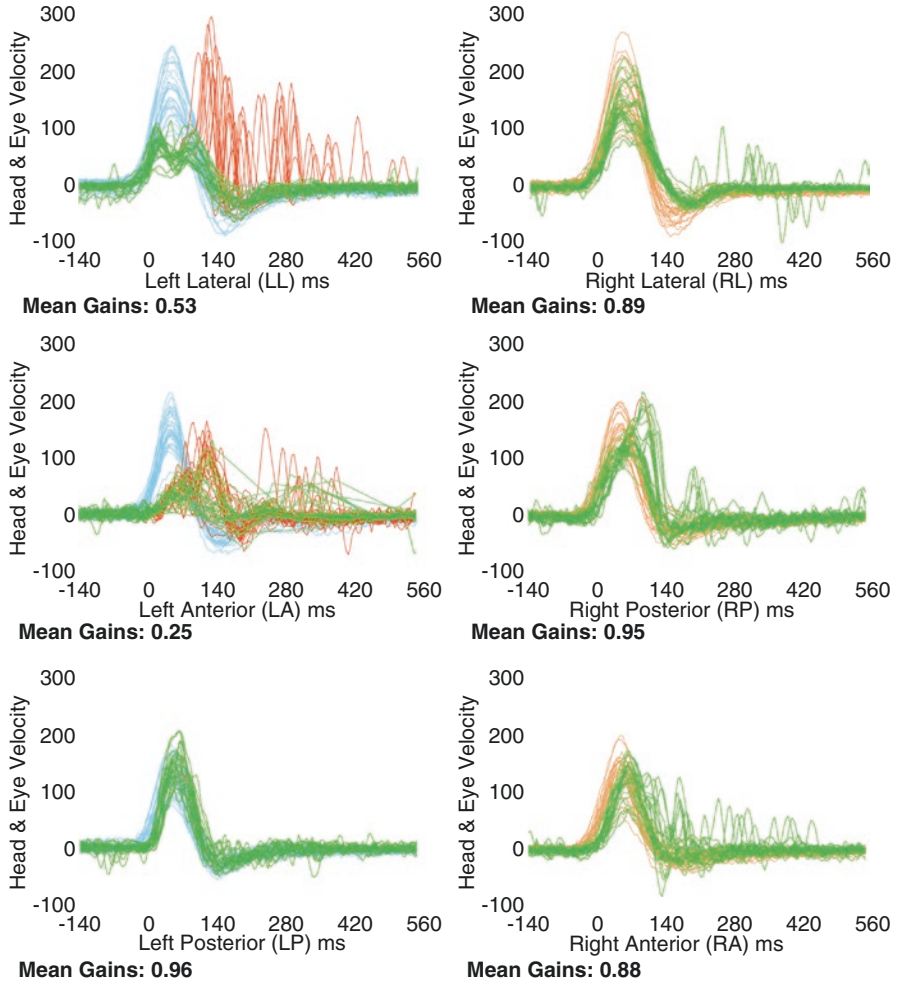 300
200
100
0
-100
Head & Eye Velocity
-140 0 140 280 420 560
Left Lateral (LL) ms
Mean Gains: 0.53
300
200
100
0
-100
Head & Eye Velocity
-140 0 140 280 420 560
Right Lateral (RL) ms
Mean Gains: 0.89
300
200
100
0
-100
Head & Eye Velocity
-140 0 140 280 420 560
Left Anterior (LA) ms
Mean Gains: 0.25
300
200
100
0
-100
Head & Eye Velocity
-140 0 140 280 420 560
Right Posterior (RP) ms
Mean Gains: 0.95
300
200
100
0
-100
Head & Eye Velocity
-140 0 140 280 420 560
Left Posterior (LP) ms
Mean Gains: 0.96
300
200
100
0
-100
Head & Eye Velocity
-140 0 140 280 420 560
Right Anterior (RA) ms
Mean Gains: 0.88